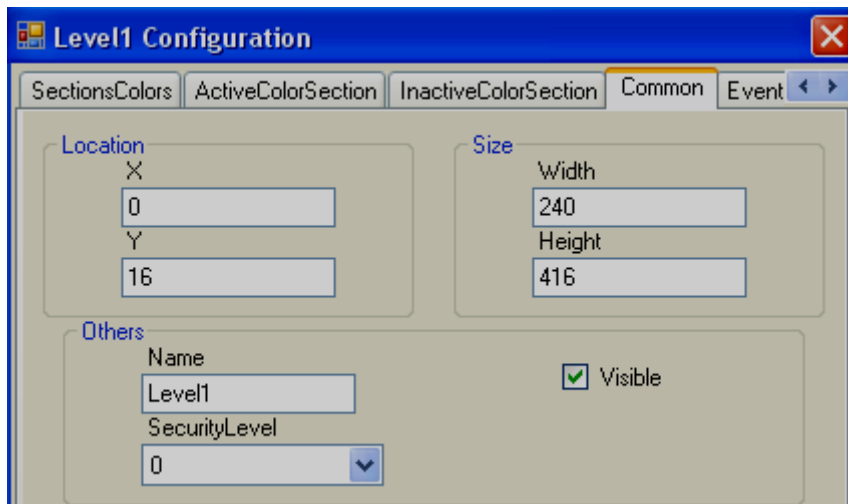 Level1 Configuration
SectionsColors ActiveColorSection InactiveColorSection Common Event
Location
X
0
Y
16
Size
Width
240
Height
416
Others
Name
Level1
SecurityLevel
0
Visible